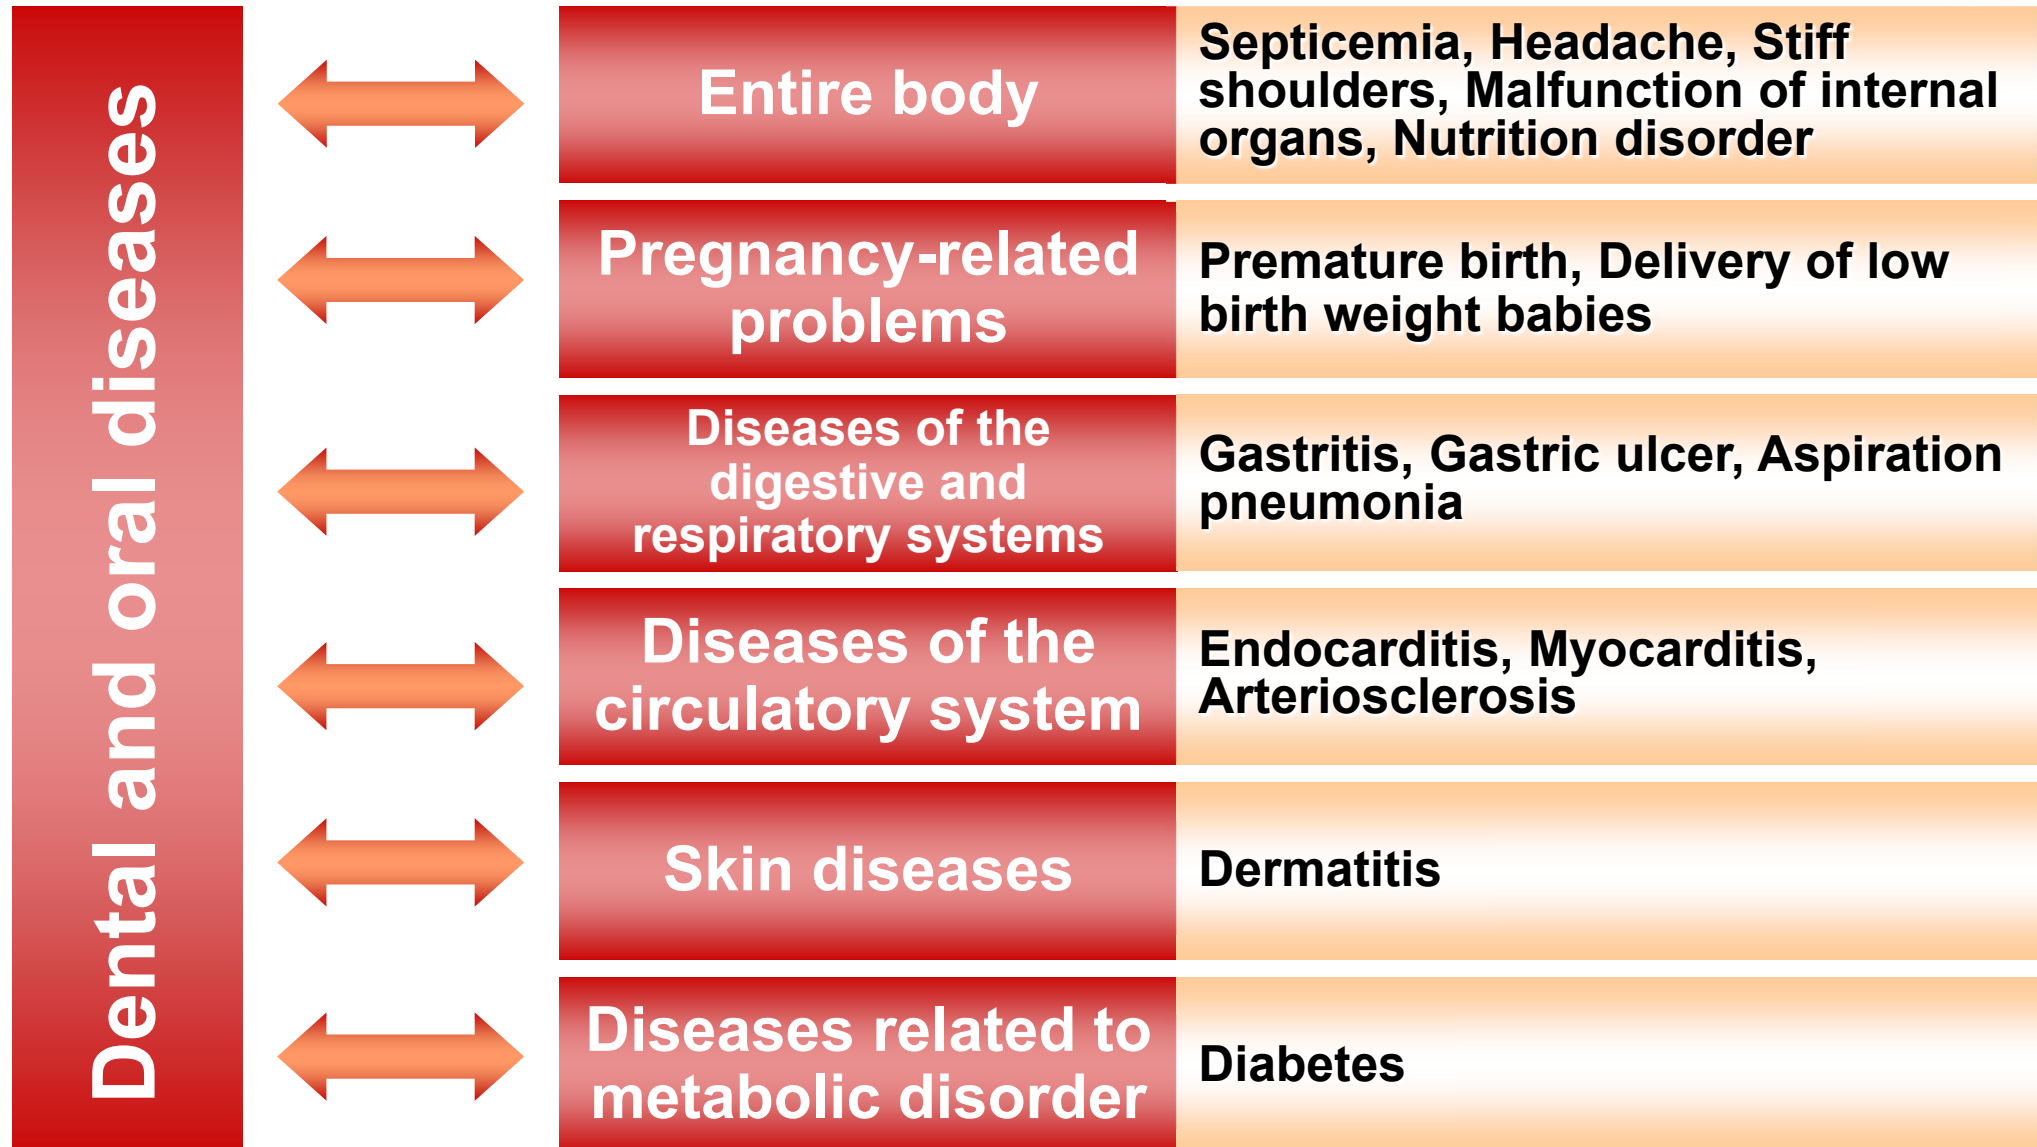 Dental and oral diseases
Entire body
Septicemia, Headache, Stiff
shoulders, Malfunction of internal
organs, Nutrition disorder
Pregnancy-related
problems
Premature birth, Delivery of low
birth weight babies
Diseases of the
digestive and
respiratory systems
Gastritis, Gastric ulcer, Aspiration
pneumonia
Diseases of the
circulatory system
Endocarditis, Myocarditis,
Arteriosclerosis
Skin diseases
Dermatitis
Diseases related to
metabolic disorder
Diabetes